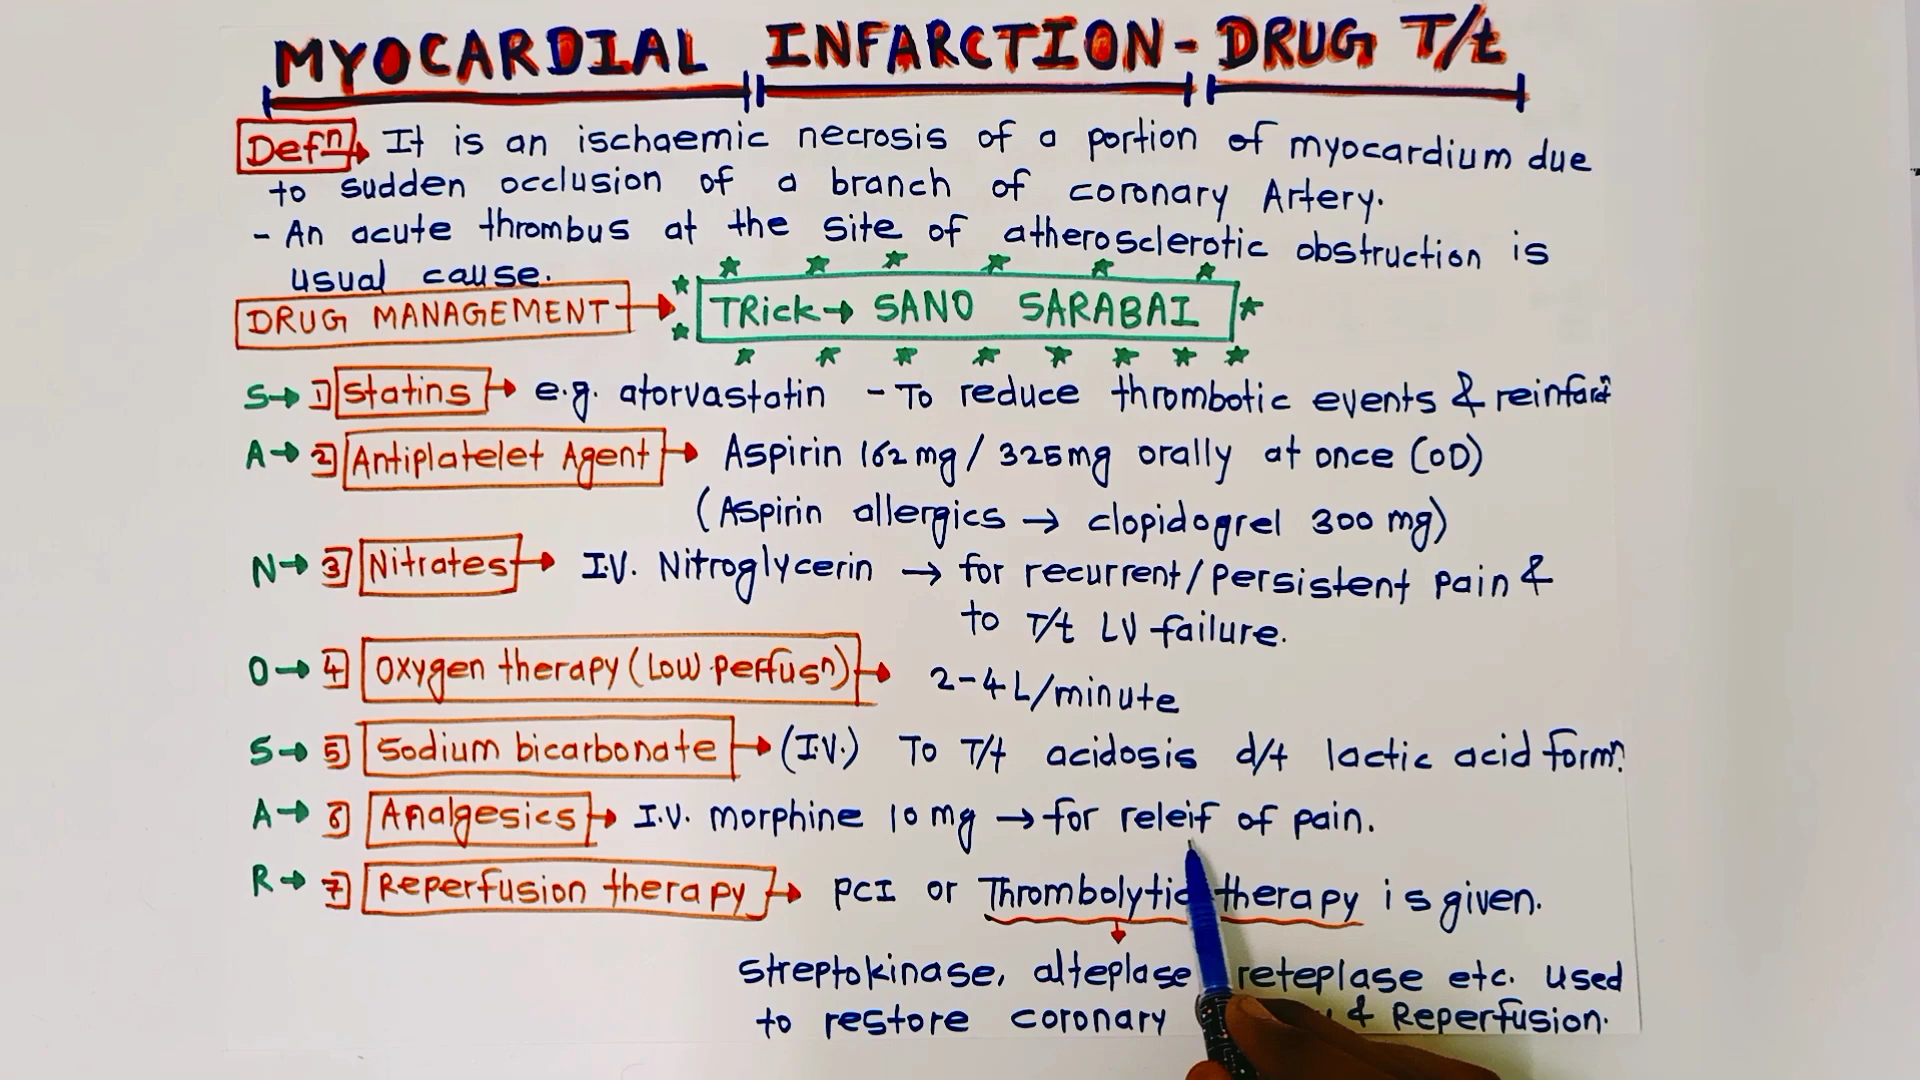 MYOCARDIAL INFARCTION - DRUG T/t
Defn → It is an ischaemic necrosis of a portion of myocardium due
to sudden occlusion of a branch of coronary Artery.
- An acute thrombus at the site of atherosclerotic obstruction is
usual cause.
DRUG MANAGEMENT → TRick → SANO SARABAI
S → 1) Statins → e.g. atorvastatin - To reduce thrombotic events & reinfarctn
A → 2) Antiplatelet Agent → Aspirin 162 mg / 325mg orally at once (OD)
(Aspirin allergics → clopidogrel 300 mg)
N → 3) Nitrates → I.V. Nitroglycerin → for recurrent/persistent pain &
to T/t LV failure.
O → 4) Oxygen therapy (Low perfusn) → 2-4 L/minute
S → 5) Sodium bicarbonate → (I.V.) To T/t acidosis d/t lactic acid formn.
A → 6) Analgesics → I.V. morphine 10 mg → for releif of pain.
R → 7) Reperfusion therapy → PCI or Thrombolytic therapy is given.
↓
Streptokinase, alteplase reteplase etc. used
to restore coronary & Reperfusion.